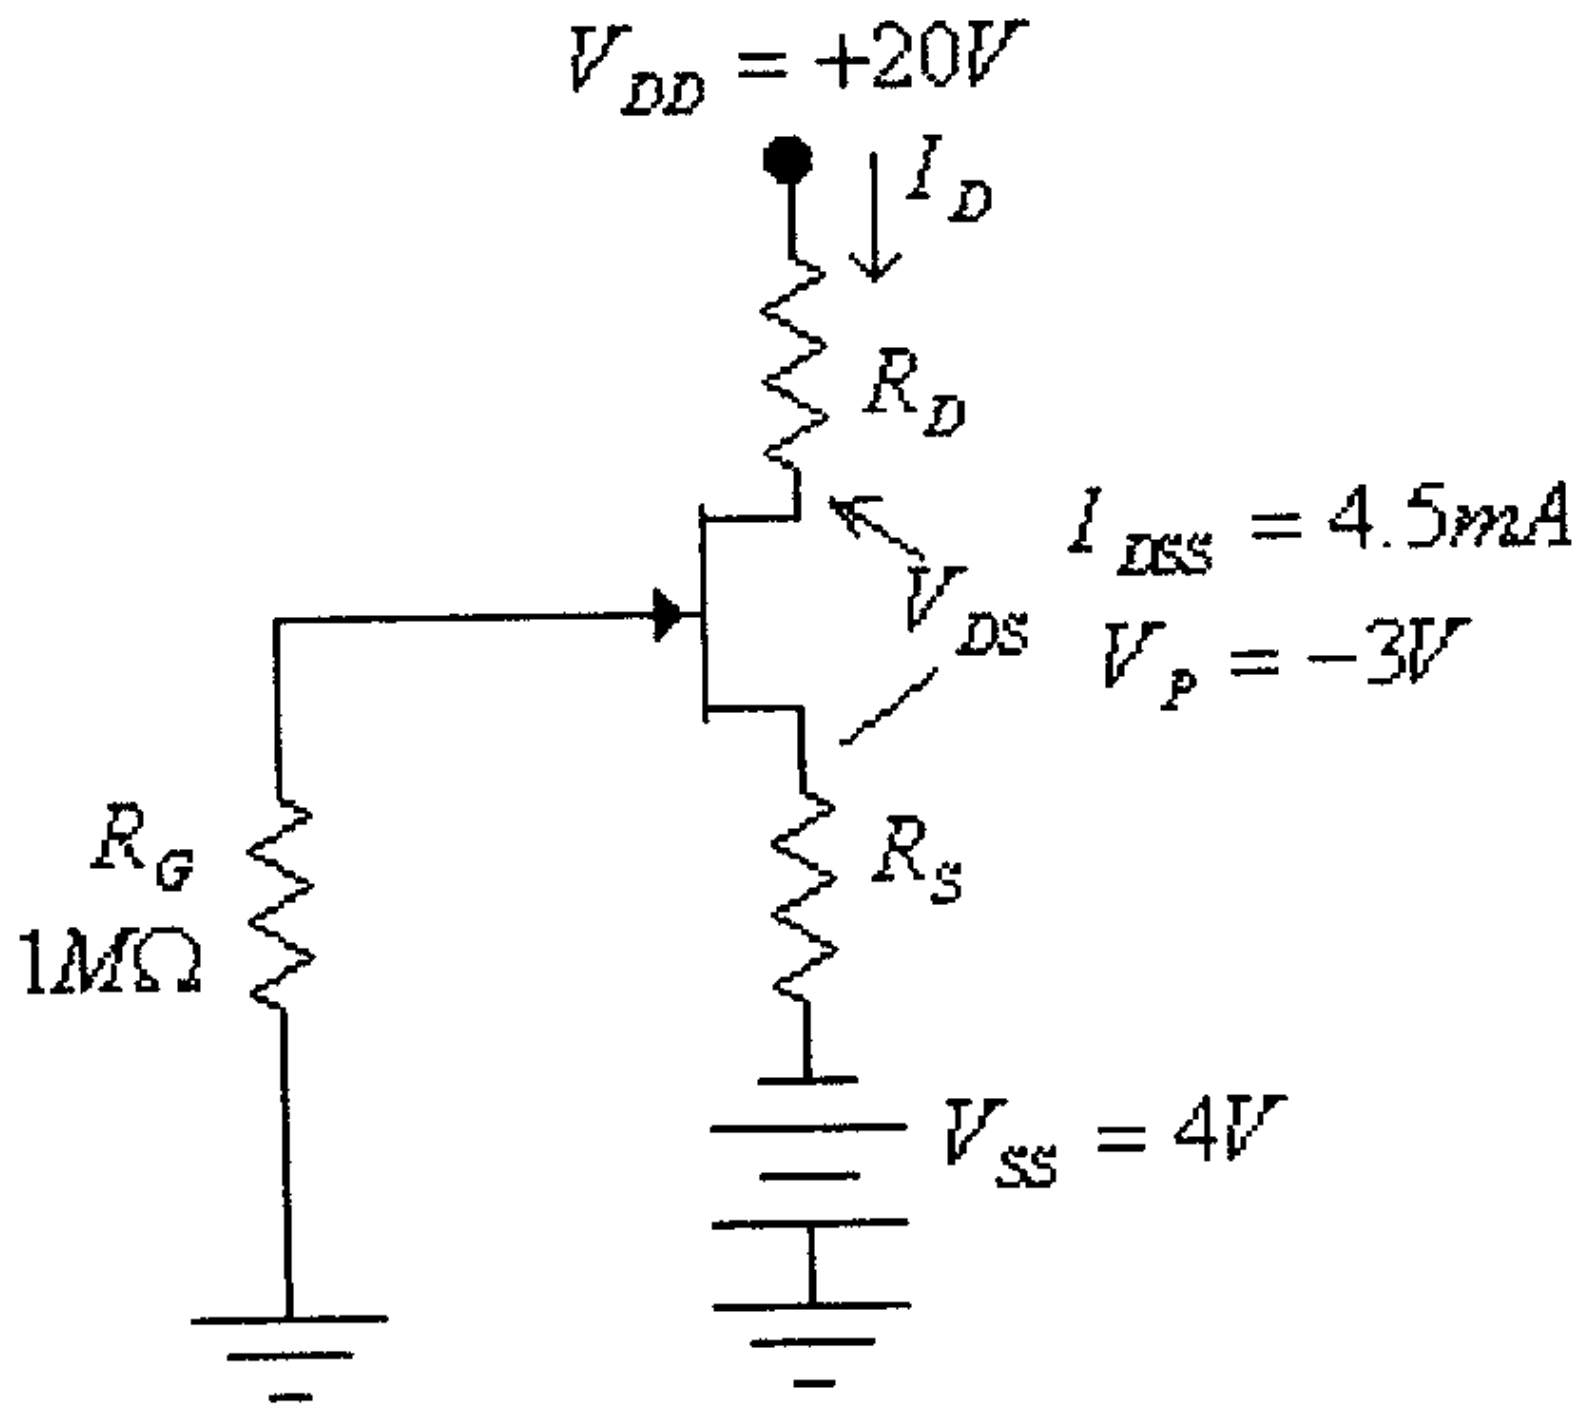 V_DD = +20V
I_D
R_D
I_DSS = 4.5mA
V_DS
V_P = -3V
R_G
1MΩ
R_S
V_SS = 4V